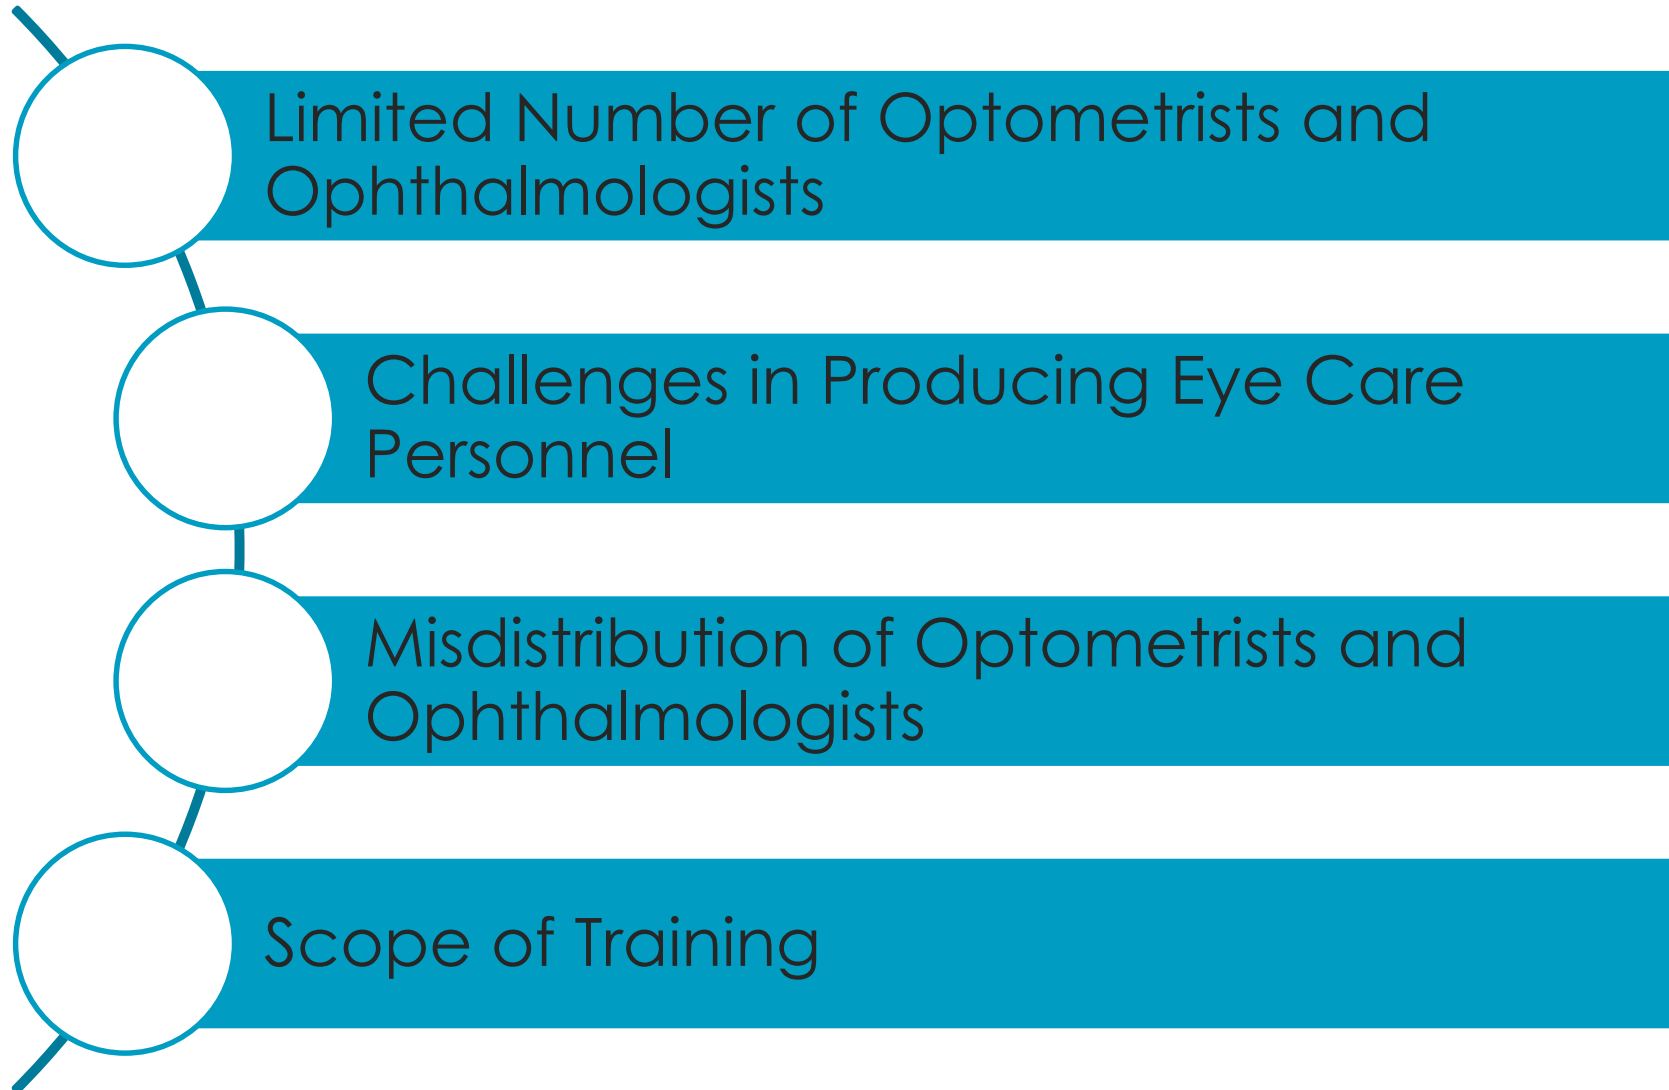 Limited Number of Optometrists and
Ophthalmologists
Challenges in Producing Eye Care
Personnel
Misdistribution of Optometrists and
Ophthalmologists
Scope of Training